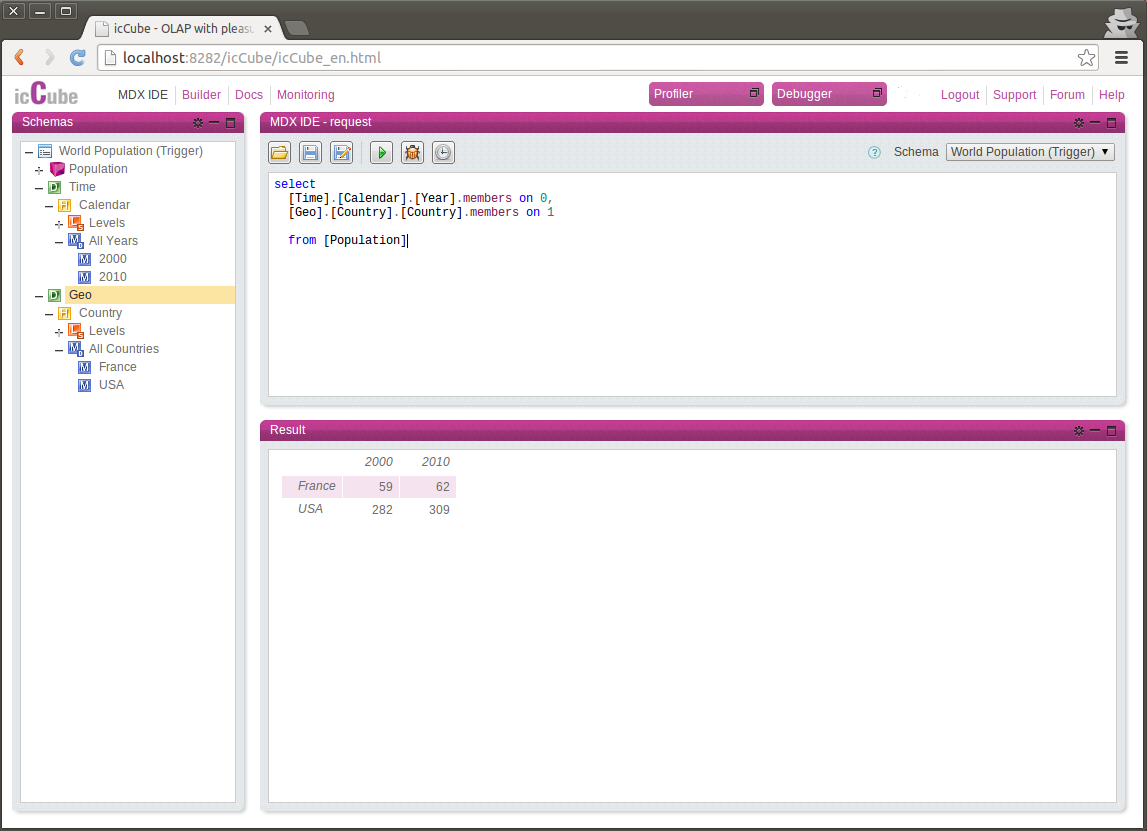 icCube - OLAP with pleasu
localhost:8282/icCube/icCube_en.html
icCube
MDX IDE Builder Docs Monitoring
Profiler Debugger
Logout Support Forum Help
Schemas
World Population (Trigger)
Population
Time
Calendar
Levels
All Years
2000
2010
Geo
Country
Levels
All Countries
France
USA
MDX IDE - request
Schema World Population (Trigger)
select
[Time].[Calendar].[Year].members on 0,
[Geo].[Country].[Country].members on 1
from [Population]
Result
2000 2010
France 59 62
USA 282 309